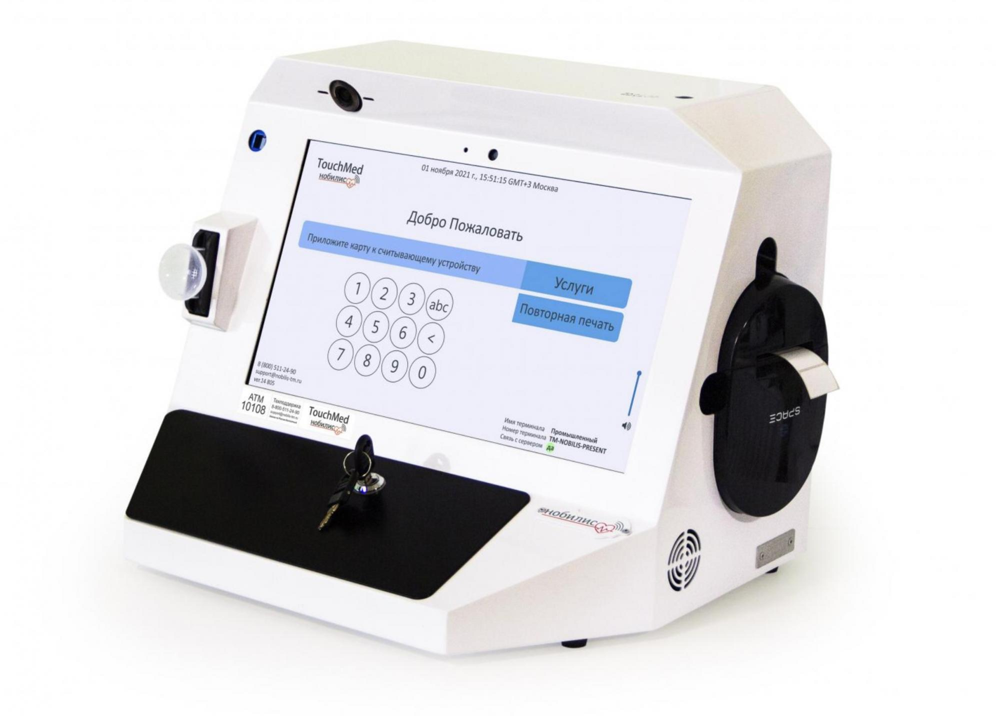 TouchMed
нобилис
01 ноября 2021 г., 15:51:15 GMT+3 Москва
Добро Пожаловать
Приложите карту к считывающему устройству
Услуги
Повторная печать
1 2 3 abc
4 5 6 <
7 8 9 0
8 (800) 511-24-90
support@nobilis-tm.ru
ver.14 805
Имя терминала Промышленный
Номер терминала TM-NOBILIS-PRESENT
Связь с сервером да
ATM
10108
Техподдержка
8-800-511-24-90
support@nobilis-tm.ru
TouchMed
нобилис
нобилис
SPACE